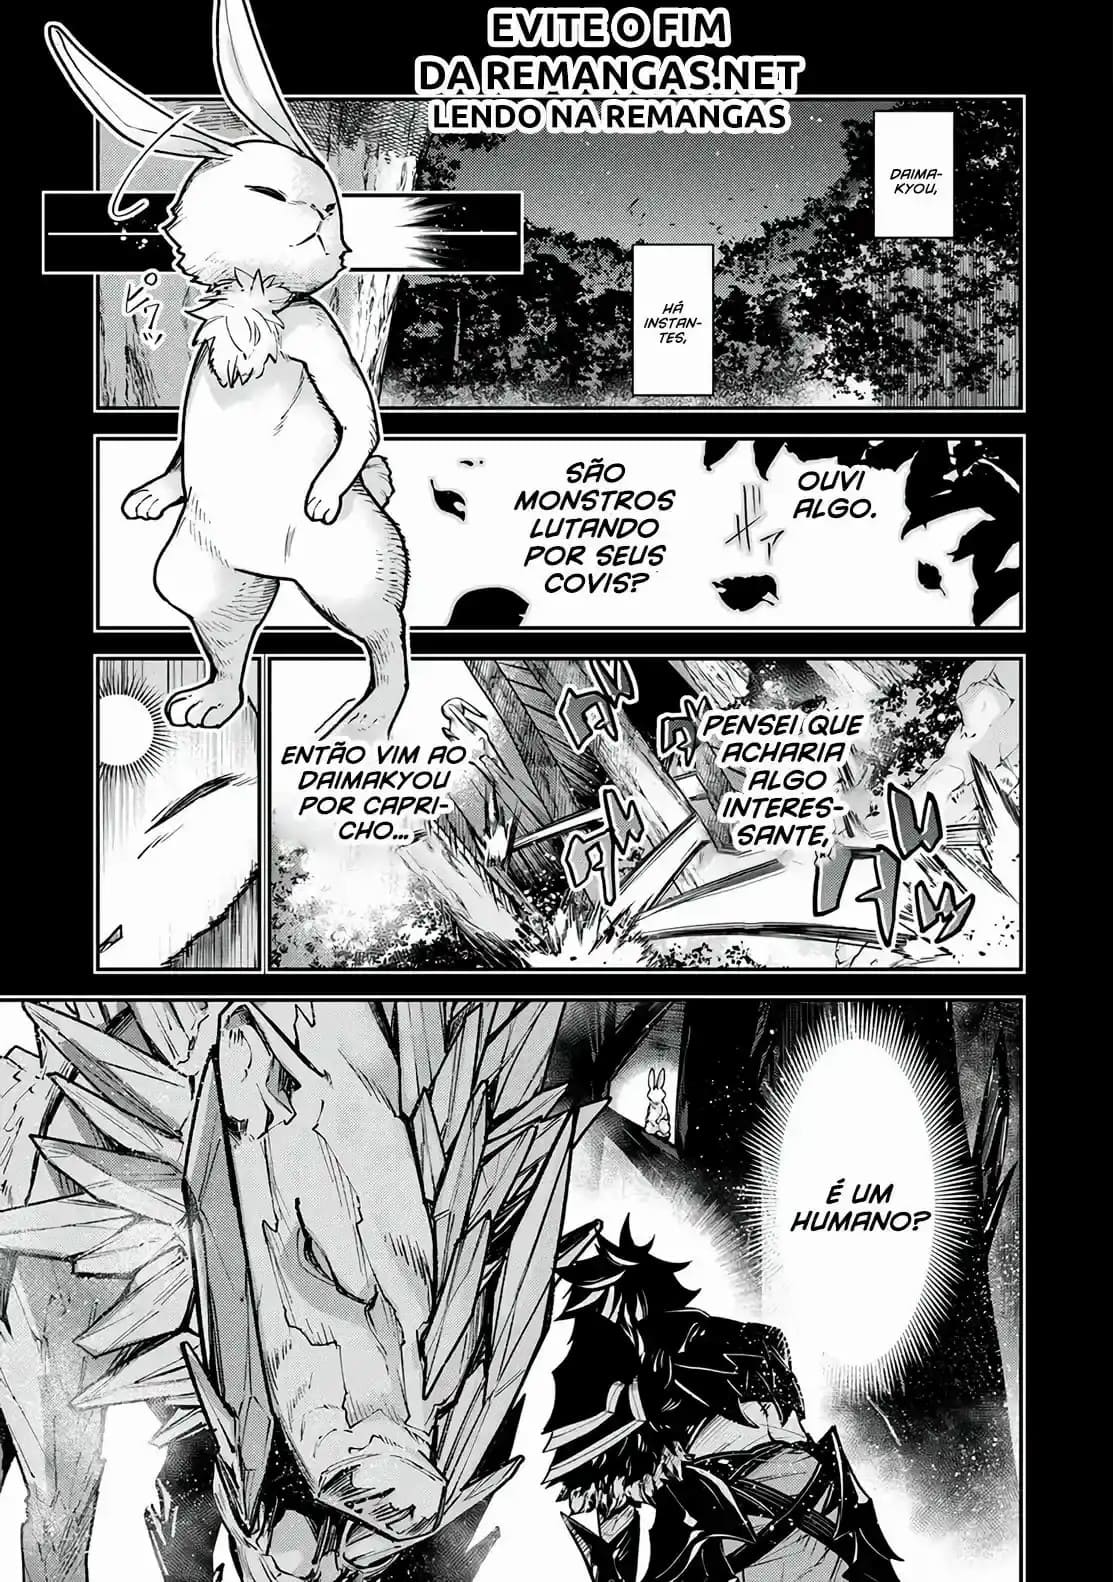 EVITE O FIM
DA REMANGAS.NET
LENDO NA REMANGAS
DAIMA-
KYOU,
HÁ
INSTAN-
TES,
OUVI
ALGO.
SÃO
MONSTROS
LUTANDO
POR SEUS
COVIS?
PENSEI QUE
ACHARIA
ALGO
INTERES-
SANTE,
ENTÃO VIM AO
DAIMAKYOU
POR CAPRI-
CHO...
É UM
HUMANO?